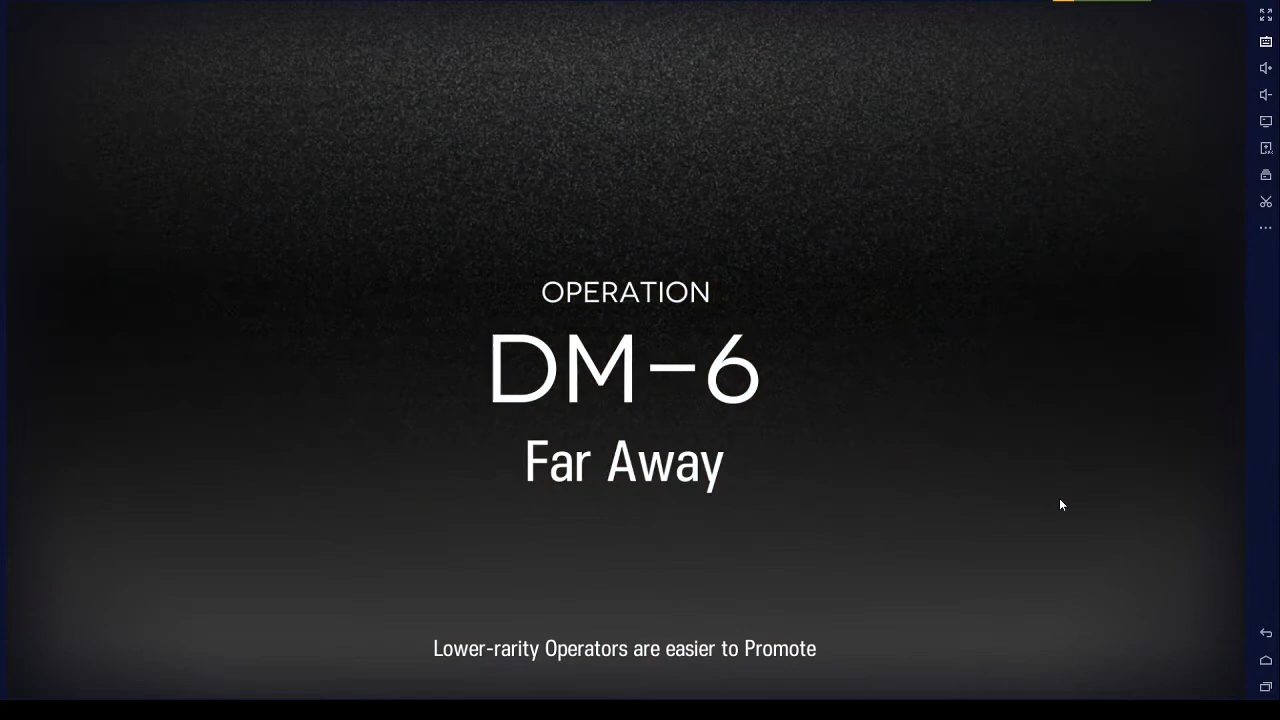 OPERATION
DM-6
Far Away
Lower-rarity Operators are easier to Promote